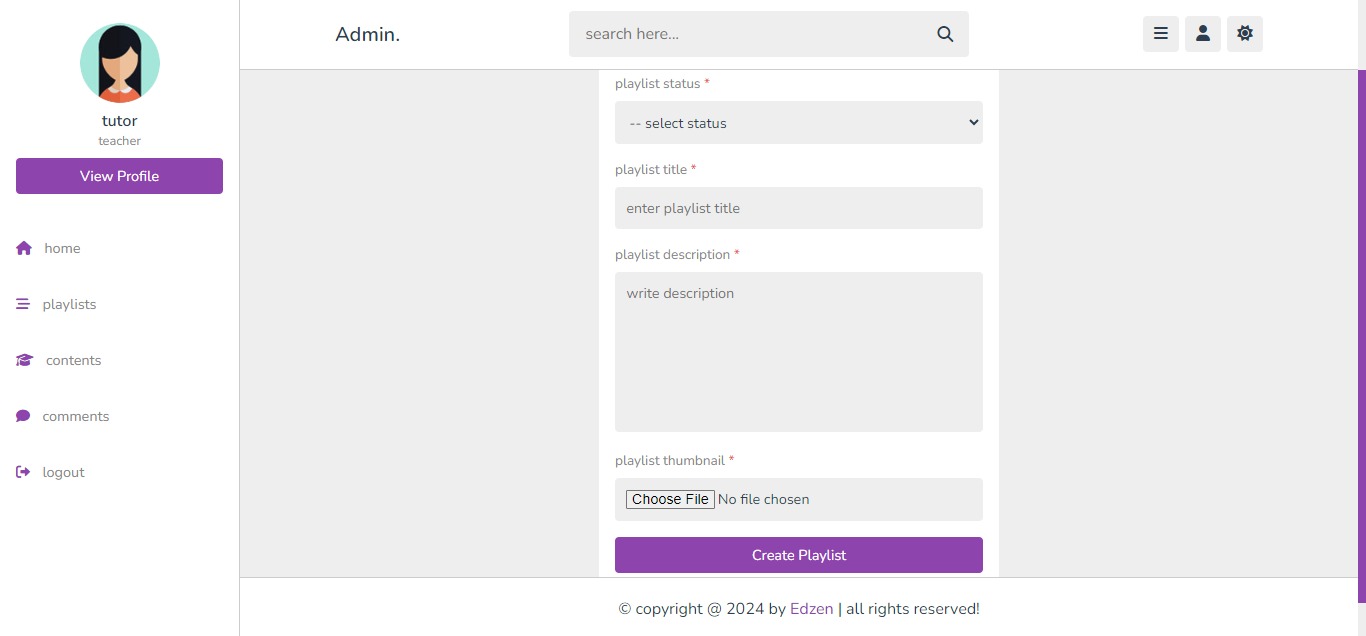 tutor
teacher
View Profile
home
playlists
contents
comments
logout
Admin.
search here...
playlist status *
-- select status
playlist title *
enter playlist title
playlist description *
write description
playlist thumbnail *
Choose File No file chosen
Create Playlist
© copyright @ 2024 by Edzen | all rights reserved!